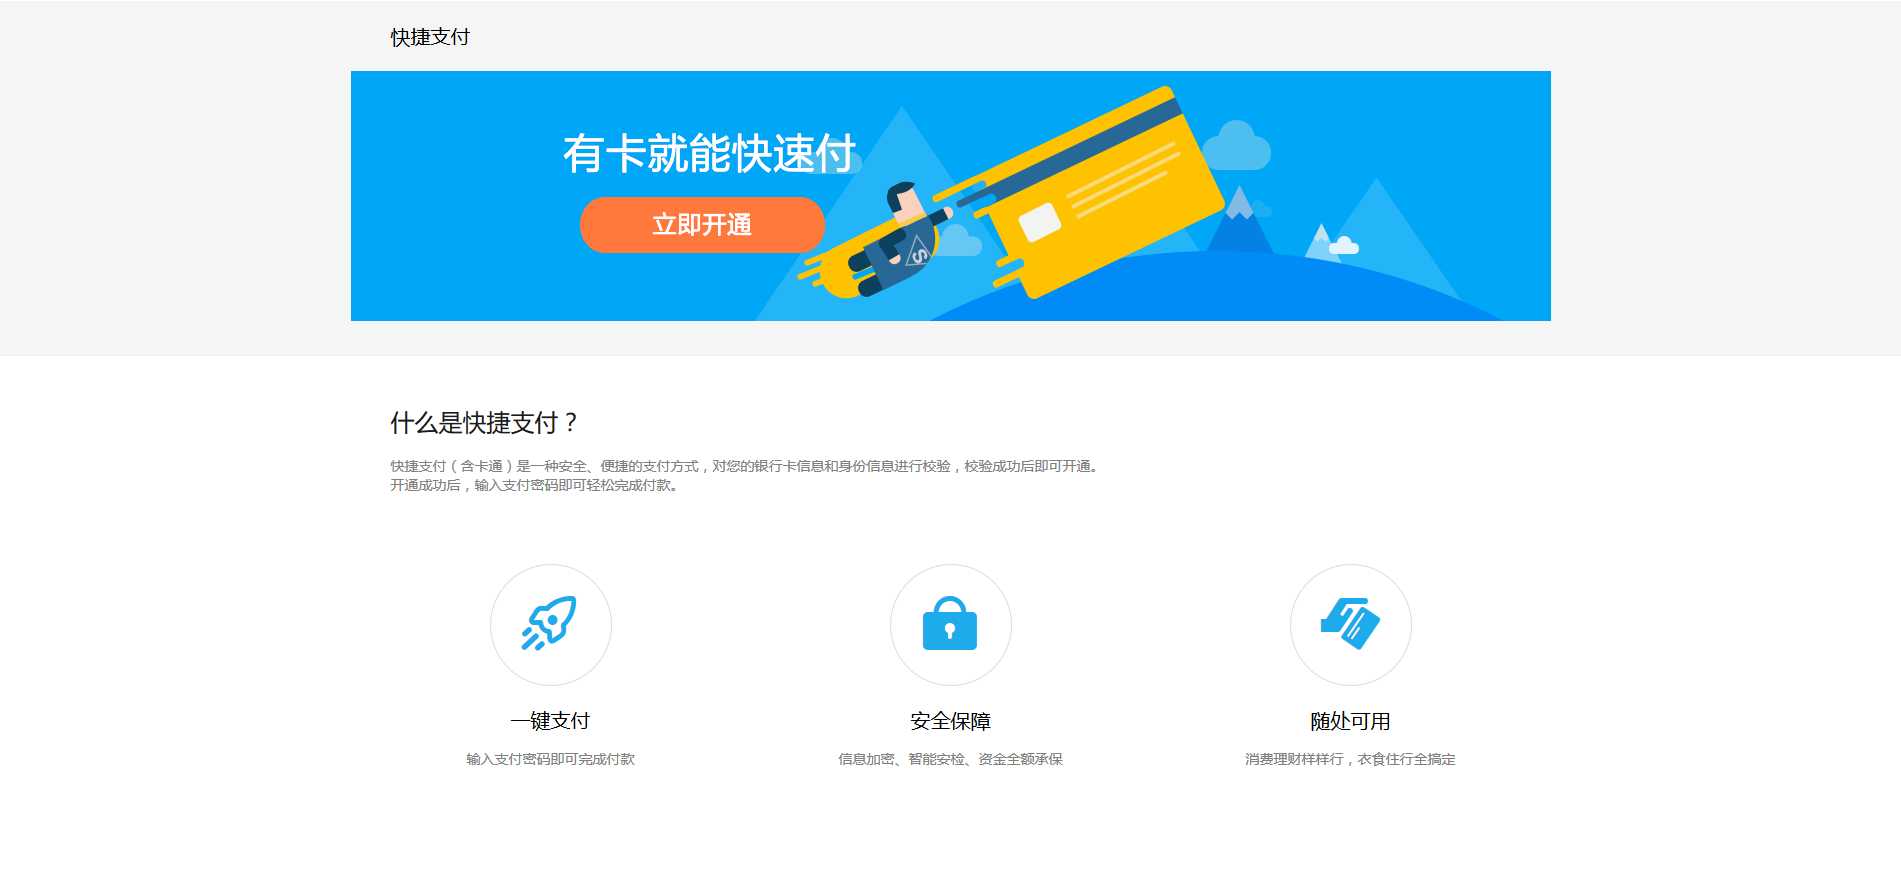 快捷支付
有卡就能快速付
立即开通
S
什么是快捷支付？
快捷支付（含卡通）是一种安全、便捷的支付方式，对您的银行卡信息和身份信息进行校验，校验成功后即可开通。
开通成功后，输入支付密码即可轻松完成付款。
一键支付
安全保障
随处可用
输入支付密码即可完成付款
信息加密、智能安检、资金全额承保
消费理财样样行，衣食住行全搞定